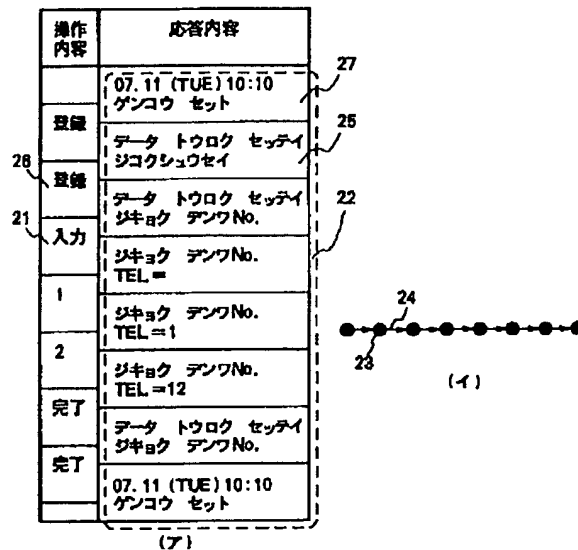 操作
内容
応答内容
07.11 (TUE) 10:10
ゲンコウ セット
27
登録
データ トウロク セッテイ
ジコクシュウセイ
25
26
登録
データ トウロク セッテイ
ジキョク デンワNo.
22
21
入力
ジキョク デンワNo.
TEL=
1
ジキョク デンワNo.
TEL=1
24
23
2
ジキョク デンワNo.
TEL=12
(イ)
完了
データ トウロク セッテイ
ジキョク デンワNo.
完了
07.11 (TUE) 10:10
ゲンコウ セット
(ア)